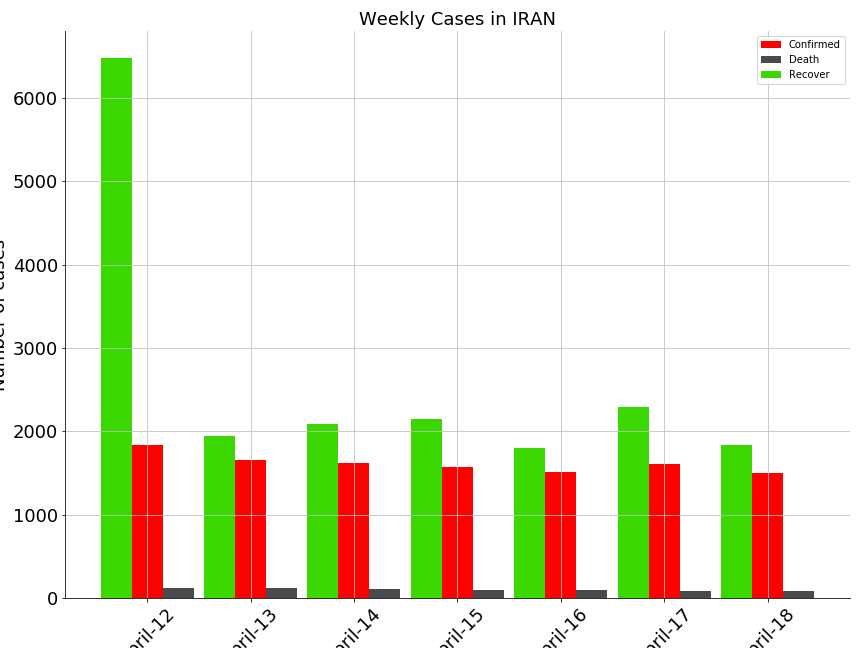 Weekly Cases in IRAN
Confirmed
Death
Recover
6000
5000
4000
3000
2000
1000
0
Number of cases
pril-12
pril-13
pril-14
pril-15
pril-16
pril-17
pril-18